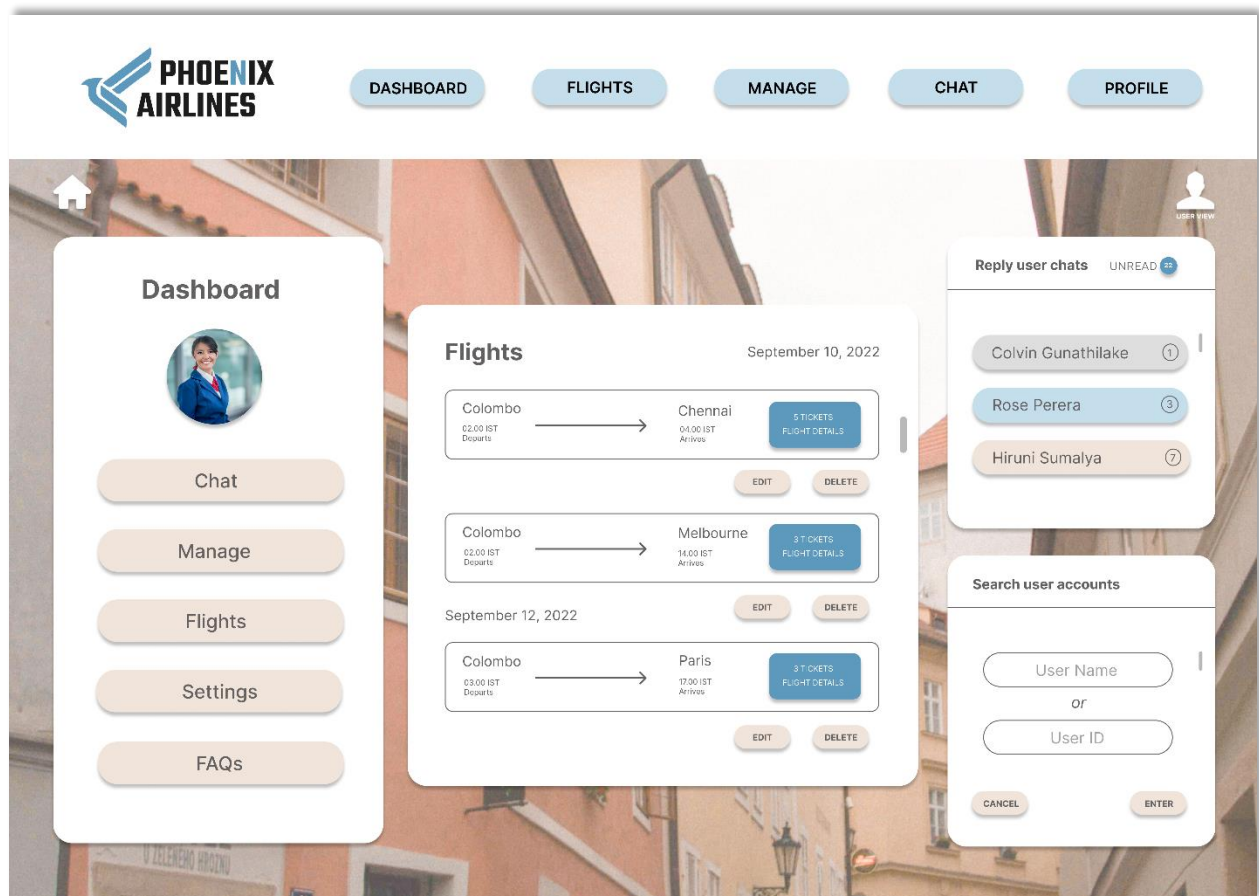 PHOENIX
AIRLINES
DASHBOARD
FLIGHTS
MANAGE
CHAT
PROFILE
USER VIEW
Dashboard
Chat
Manage
Flights
Settings
FAQs
Flights
September 10, 2022
Colombo
02.00 IST
Departs
Chennai
04.00 IST
Arrives
5 TICKETS
FLIGHT DETAILS
EDIT
DELETE
Colombo
02.00 IST
Departs
Melbourne
14.00 IST
Arrives
3 TICKETS
FLIGHT DETAILS
EDIT
DELETE
September 12, 2022
Colombo
03.00 IST
Departs
Paris
17.00 IST
Arrives
3 TICKETS
FLIGHT DETAILS
EDIT
DELETE
Reply user chats
UNREAD 22
Colvin Gunathilake 1
Rose Perera 3
Hiruni Sumalya 7
Search user accounts
User Name
or
User ID
CANCEL
ENTER
U ZELENÉHO HROZNU